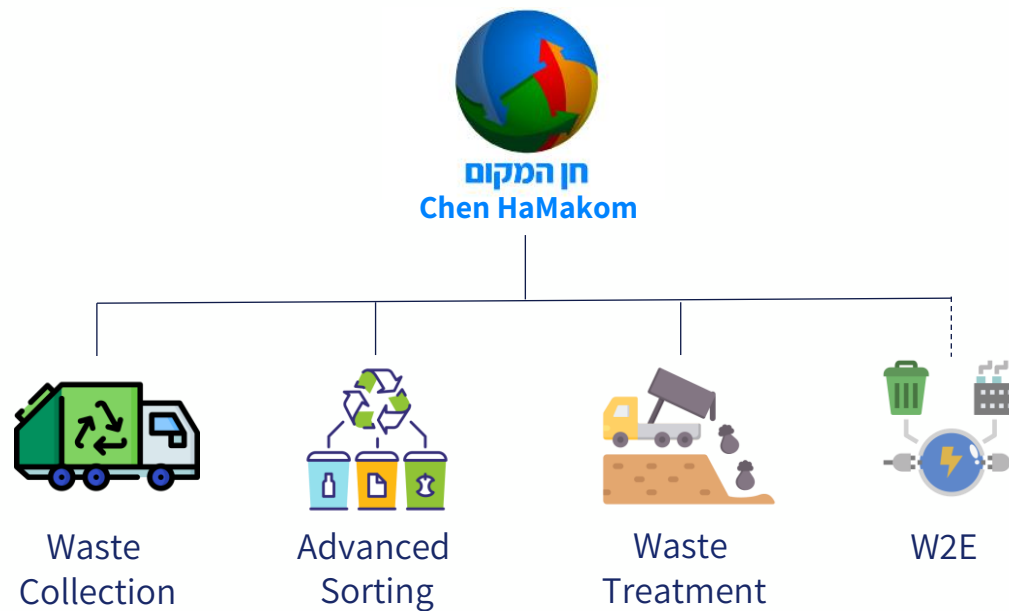 חן המקום
Chen HaMakom
Waste
Collection
Advanced
Sorting
Waste
Treatment
W2E